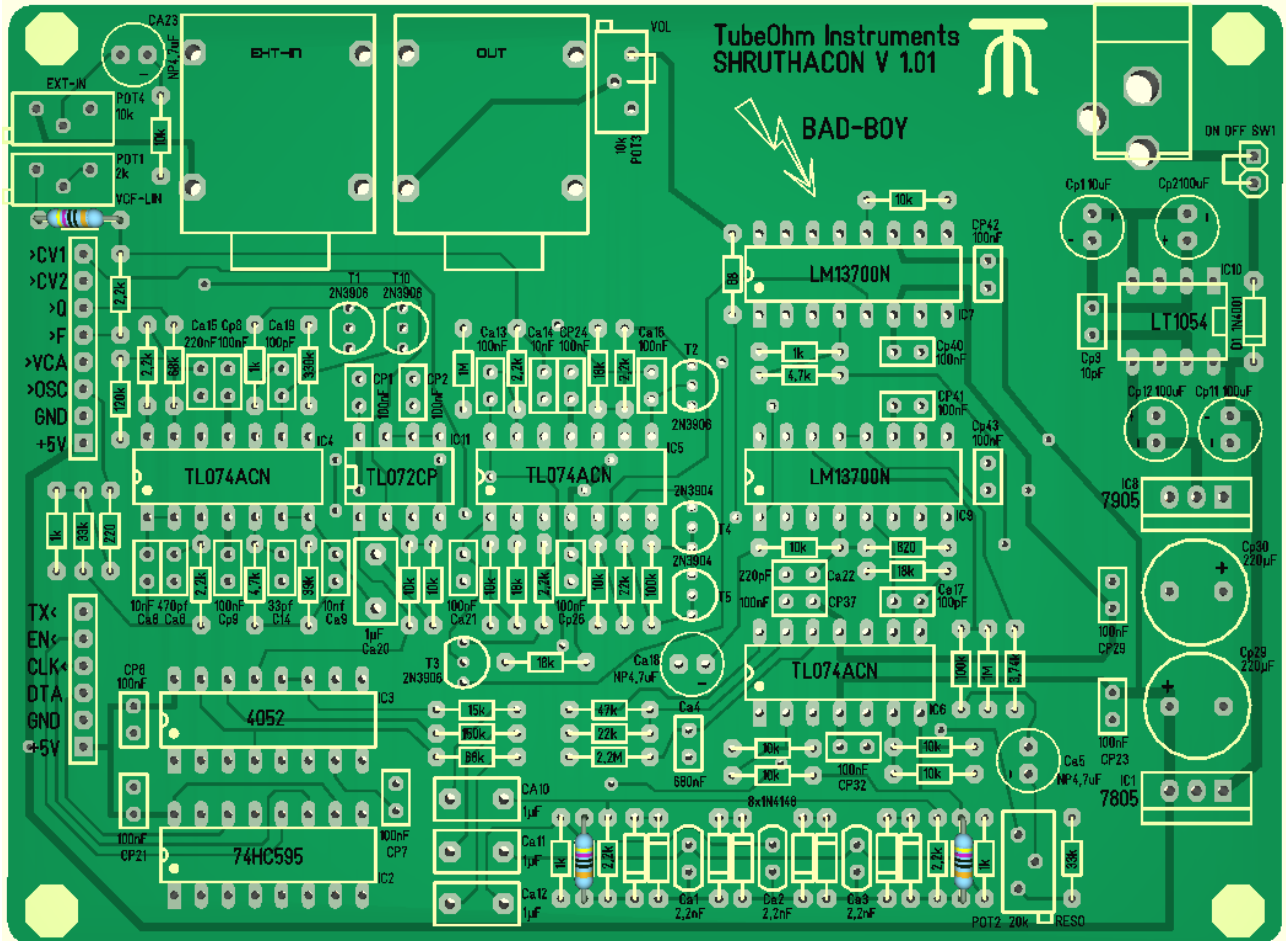 CA23
NP4,7uF
EXT-IN
OUT
VOL
TubeOhm Instruments
SHRUTHACON V 1.01
BAD-BOY
EXT-IN
POT4
10k
10k
POT1
2k
VCF-LIN
10k
POT3
ON OFF SW1
Cp1 10uF
Cp2 100uF
10k
CP42
100nF
LM13700N
IC7
68
IC10
LT1054
1N4001
D1
Cp9
10pF
>CV1
>CV2
>Q
>F
>VCA
>OSC
GND
+5V
2,2k
120k
T1
2N3906
T10
2N3906
Ca15
220nF
Cp8
100nF
Ca19
100pF
2,2k
68k
1k
330k
CP1
100nF
CP2
100nF
Ca13
100nF
Ca14
10nF
CP24
100nF
Ca16
100nF
1M
2,2k
18k
2,2k
T2
2N3906
1k
4,7k
Cp40
100nF
CP41
100nF
Cp43
100nF
Cp12 100uF
Cp11 100uF
IC4
TL074ACN
IC11
TL072CP
IC5
TL074ACN
LM13700N
IC9
IC8
7905
1k
33k
220
2N3904
T4
2N3904
T5
10k
820
18k
220pF
Ca22
100nF
CP37
Ca17
100pF
Cp30
220µF
2,2k
4,7k
39k
10nF
Ca6
470pf
Ca8
100nF
Cp9
33pf
C14
10nf
Ca9
1µF
Ca20
10k
10k
100pF
Ca21
10k
18k
2,2k
100nF
Cp26
10k
22k
100k
100nF
CP29
TX<
EN<
CLK<
DTA
GND
+5V
T3
2N3906
18k
Ca18
NP4,7uF
TL074ACN
IC6
100k
1M
3,74k
Cp29
220µF
CP6
100nF
4052
IC3
15k
150k
68k
47k
22k
2,2M
Ca4
680nF
10k
10k
100nF
CP32
10k
10k
Ca5
NP4,7uF
100nF
CP23
IC1
7805
100nF
CP21
74HC595
IC2
100nF
CP7
CA10
1µF
Ca11
1µF
Ca12
1µF
8x1N4148
1k
2,2k
Ca1
2,2nF
Ca2
2,2nF
Ca3
2,2nF
2,2k
1k
33k
POT2 20k
RESO